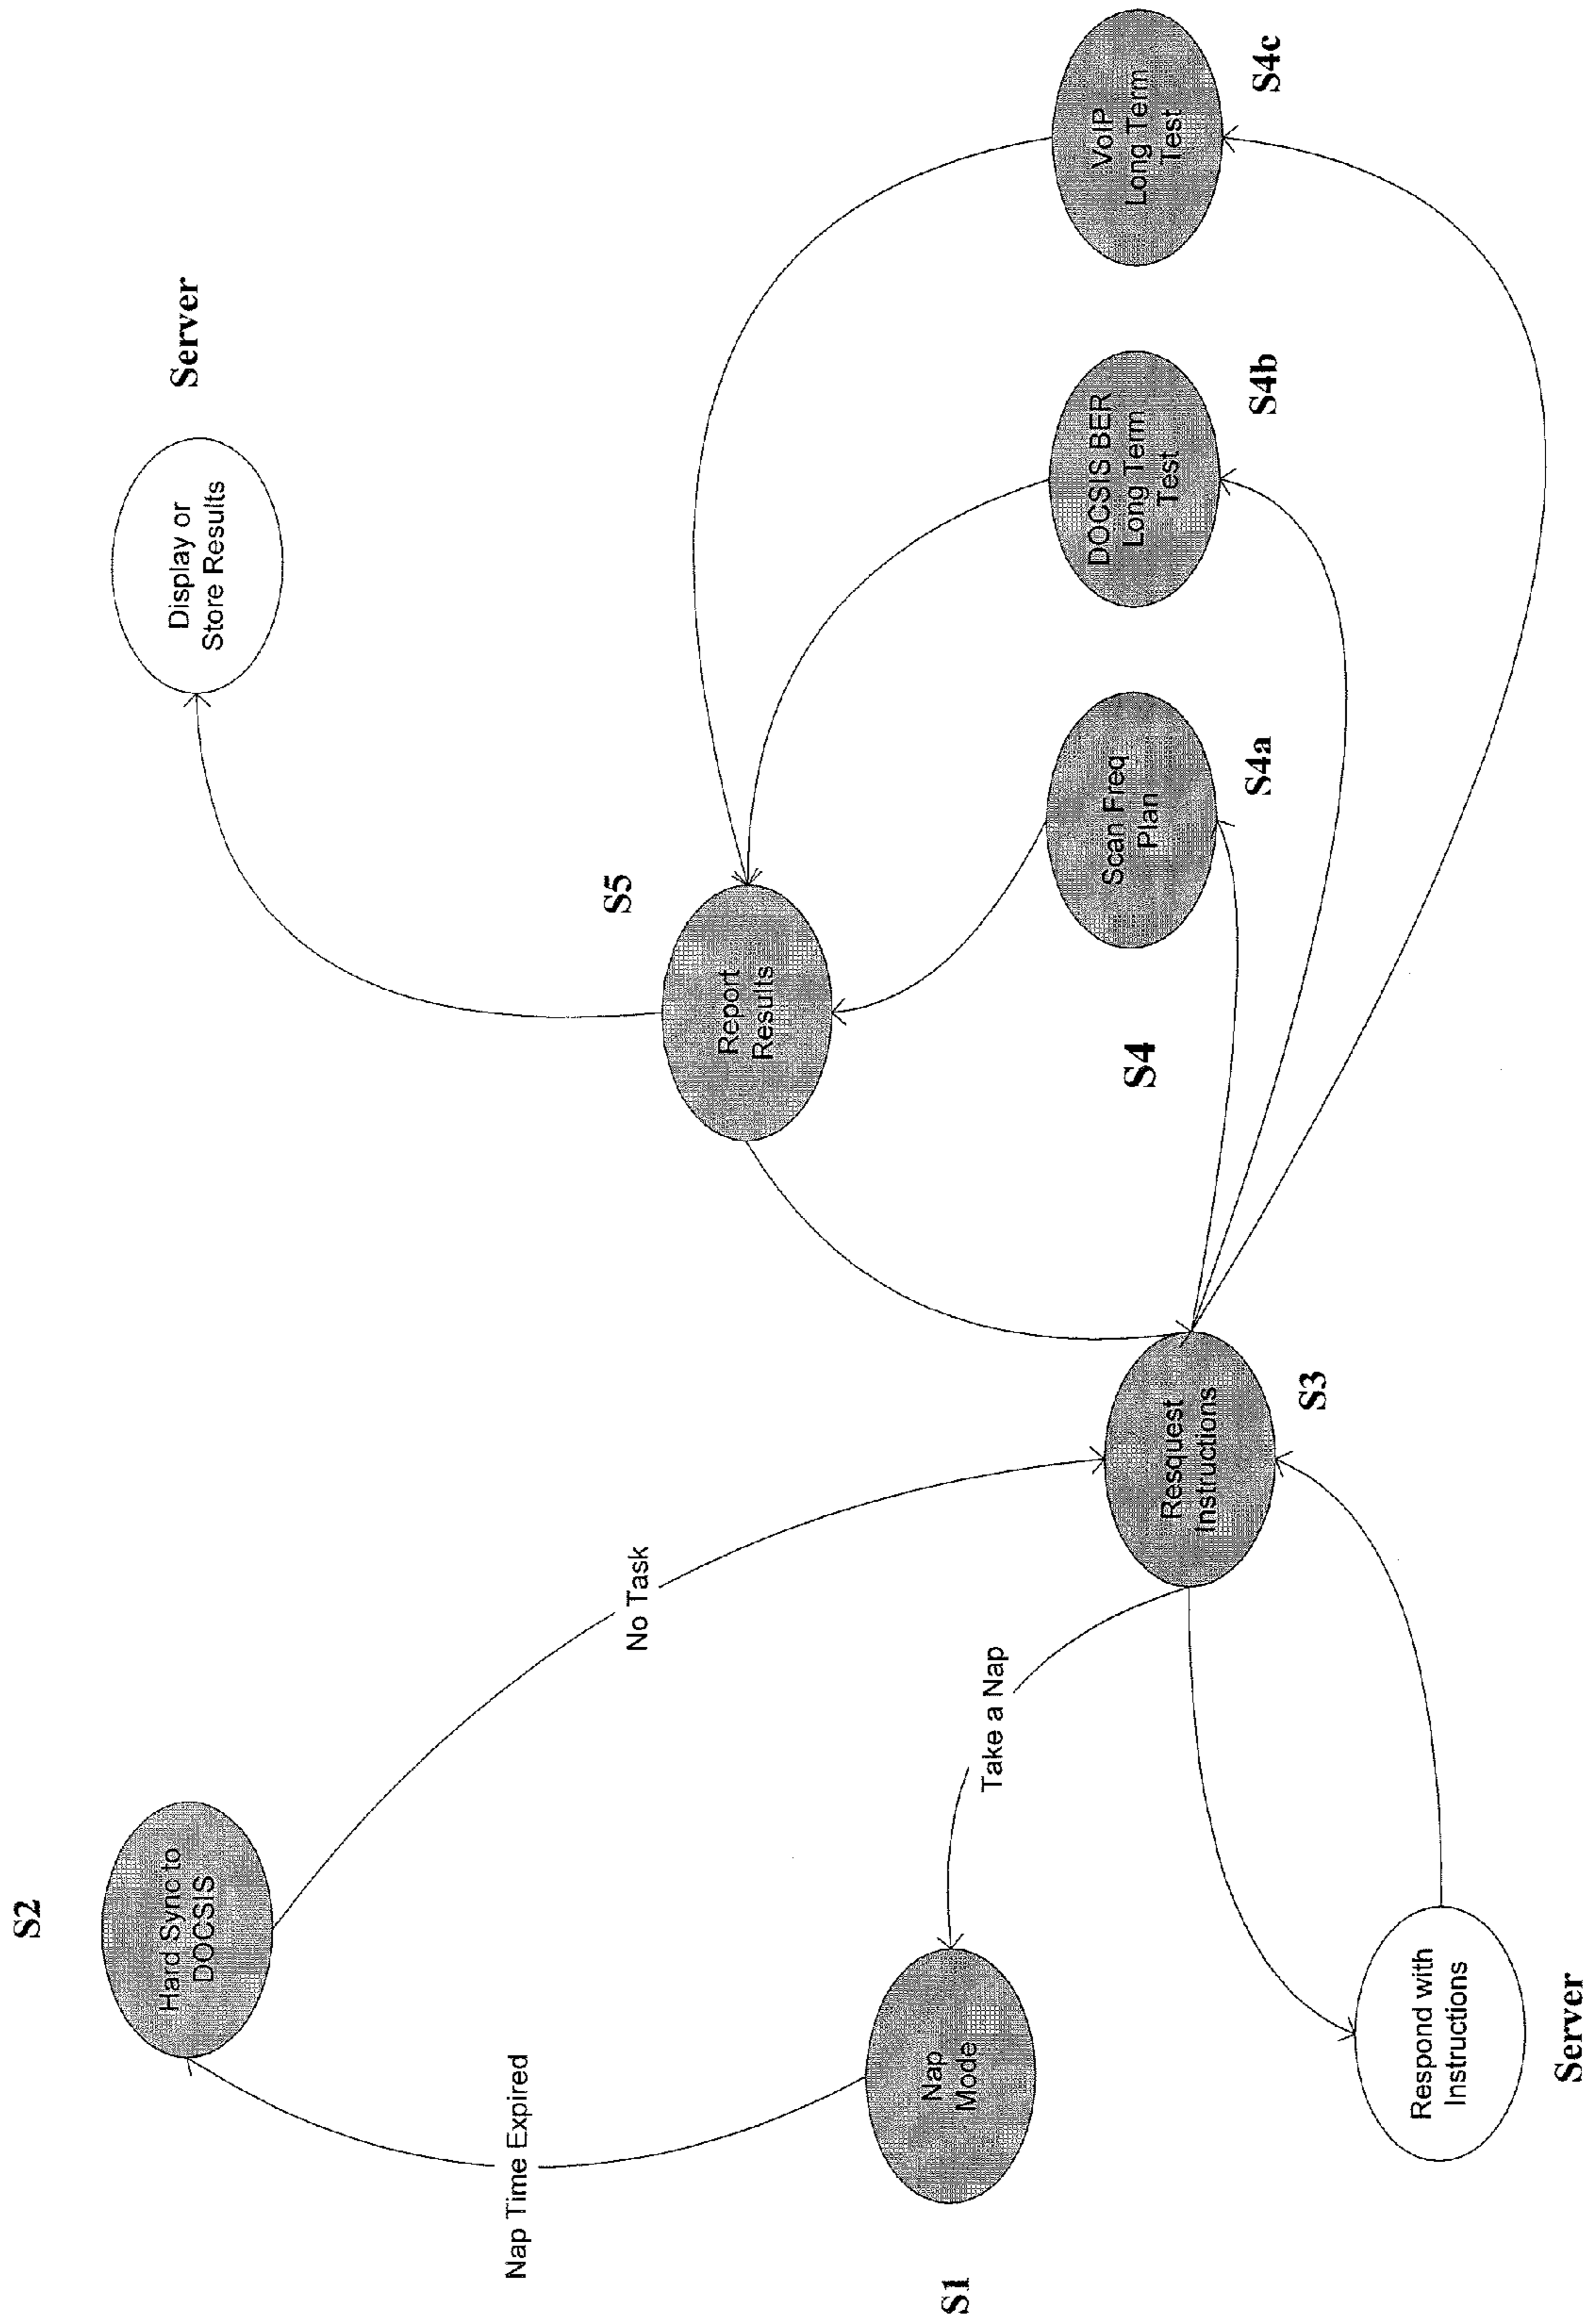 S2
Hard Sync to
DOCSIS
Server
Display or
Store Results
Nap Time Expired
No Task
S5
Report
Results
S1
Nap
Mode
Take a Nap
Resquest
Instructions
S3
S4
Scan Freq
Plan
S4a
DOCSIS BER
Long Term
Test
S4b
VoIP
Long Term
Test
S4c
Respond with
Instructions
Server